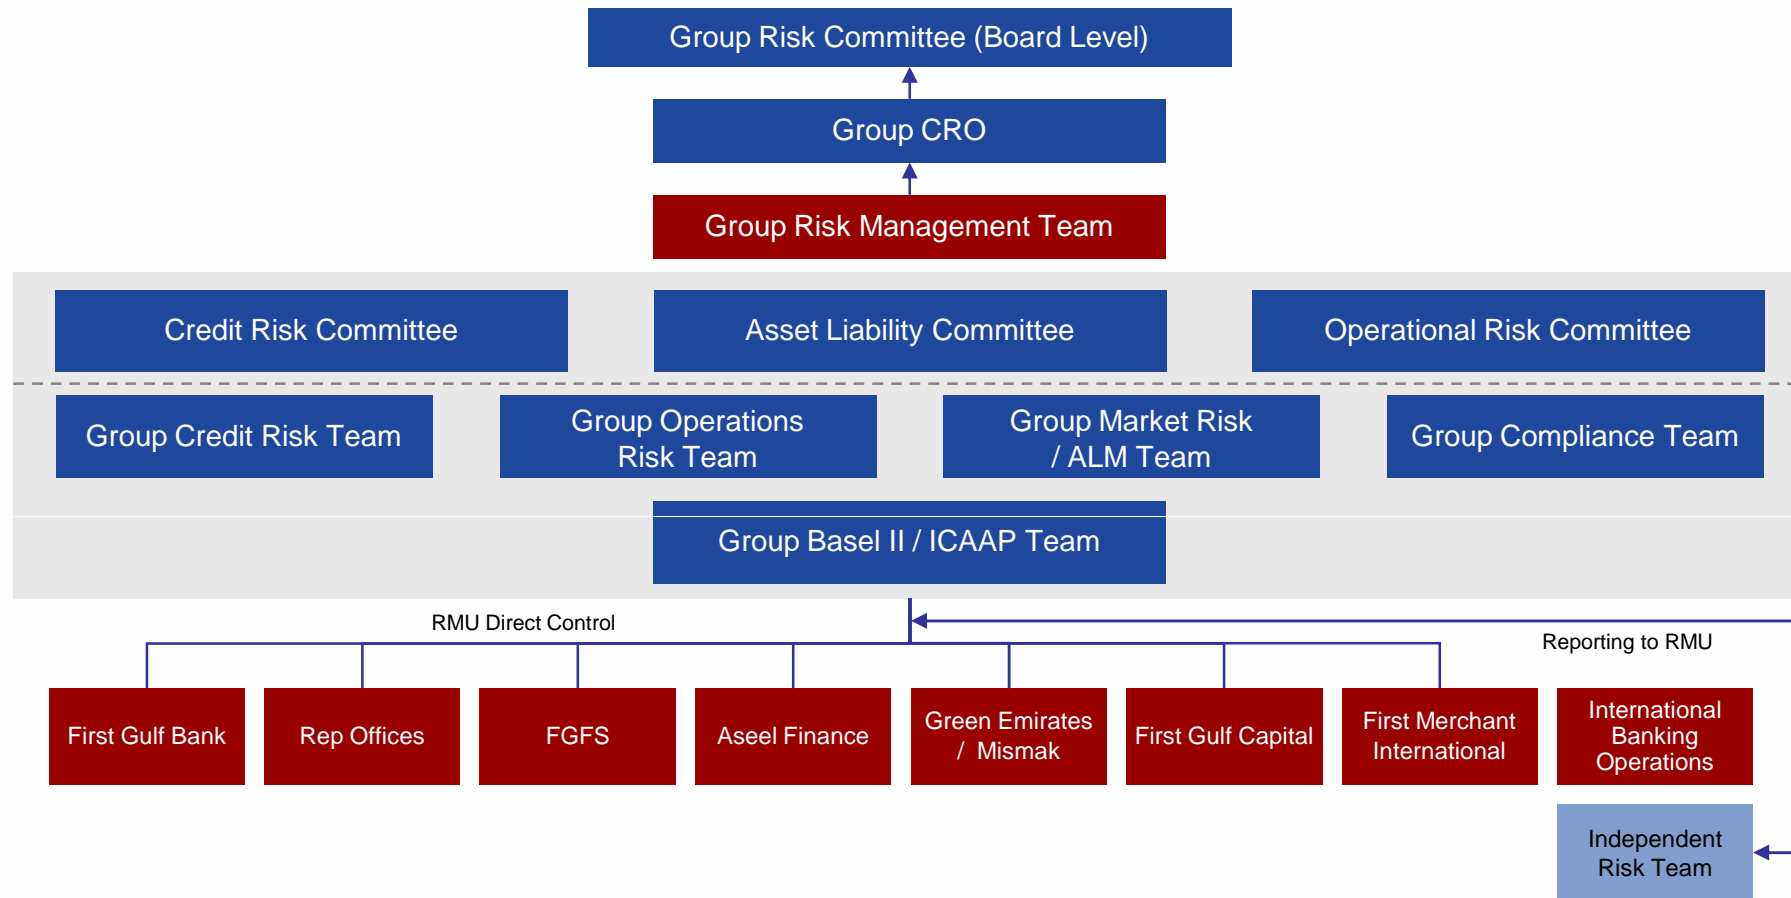 Group Risk Committee (Board Level)
Group CRO
Group Risk Management Team
Credit Risk Committee
Asset Liability Committee
Operational Risk Committee
Group Credit Risk Team
Group Operations
Risk Team
Group Market Risk
/ ALM Team
Group Compliance Team
Group Basel II / ICAAP Team
RMU Direct Control
Reporting to RMU
First Gulf Bank
Rep Offices
FGFS
Aseel Finance
Green Emirates
/ Mismak
First Gulf Capital
First Merchant
International
International
Banking
Operations
Independent
Risk Team